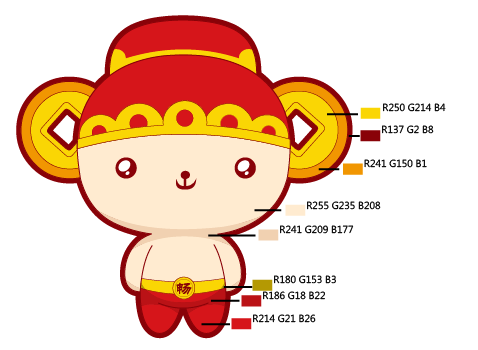 R250 G214 B4
R137 G2 B8
R241 G150 B1
R255 G235 B208
R241 G209 B177
R180 G153 B3
畅
R186 G18 B22
R214 G21 B26